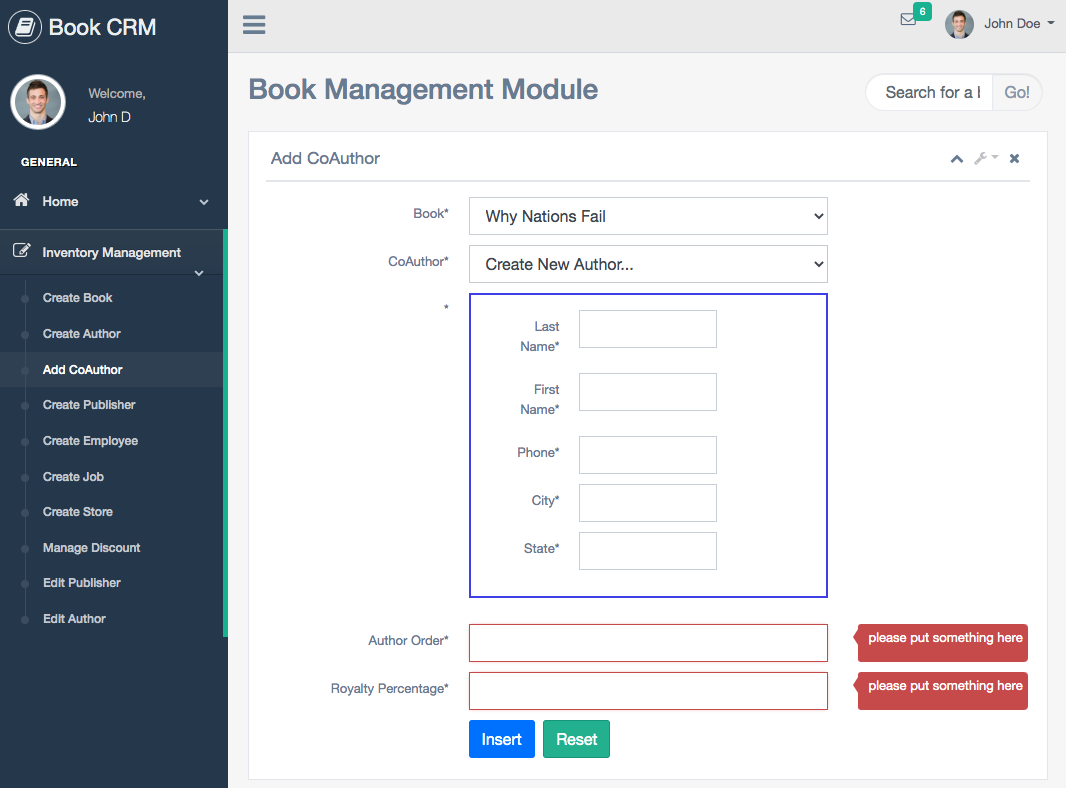 Book CRM
6
John Doe
Welcome,
John D
GENERAL
Home
Inventory Management
Create Book
Create Author
Add CoAuthor
Create Publisher
Create Employee
Create Job
Create Store
Manage Discount
Edit Publisher
Edit Author
Book Management Module
Search for a
Go!
Add CoAuthor
Book*
Why Nations Fail
CoAuthor*
Create New Author...
*
Last
Name*
First
Name*
Phone*
City*
State*
Author Order*
please put something here
Royalty Percentage*
please put something here
Insert
Reset